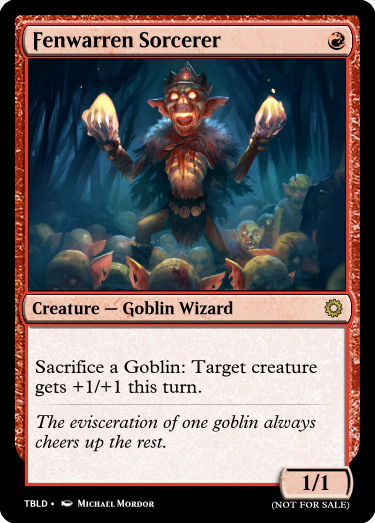 Fenwarren Sorcerer
Creature — Goblin Wizard
Sacrifice a Goblin: Target creature
gets +1/+1 this turn.
The evisceration of one goblin always
cheers up the rest.
1/1
TBLD • Michael Mordor
(NOT FOR SALE)